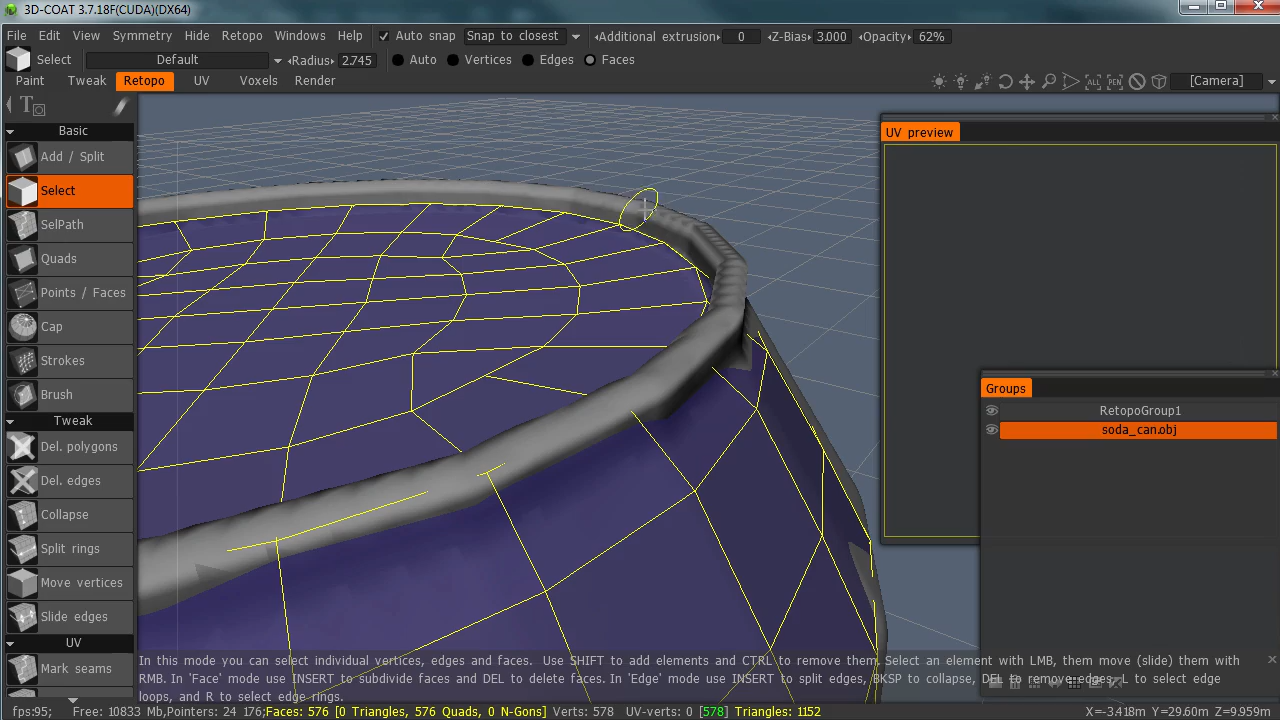 3D-COAT 3.7.18F(CUDA)(DX64)
File Edit View Symmetry Hide Retopo Windows Help Auto snap Snap to closest Additional extrusion: 0 Z-Bias: 3.000 Opacity: 62%
Select Default Radius: 2.745 Auto Vertices Edges Faces
Paint Tweak Retopo UV Voxels Render ALL PEN [Camera]
Basic
Add / Split
Select
SelPath
Quads
Points / Faces
Cap
Strokes
Brush
Tweak
Del. polygons
Del. edges
Collapse
Split rings
Move vertices
Slide edges
UV
Mark seams
UV preview
Groups
RetopoGroup1
soda_can.obj
In this mode you can select individual vertices, edges and faces. Use SHIFT to add elements and CTRL to remove them. Select an element with LMB, them move (slide) them with
RMB. In 'Face' mode use INSERT to subdivide faces and DEL to delete faces. In 'Edge' mode use INSERT to split edges, BKSP to collapse, DEL to remove edges, L to select edge
loops, and R to select edge rings.
fps:95; Free: 10833 Mb,Pointers: 24 176;Faces: 576 [0 Triangles, 576 Quads, 0 N-Gons] Verts: 578 UV-verts: 0 [578] Triangles: 1152 X=-3.418m Y=29.60m Z=9.959m